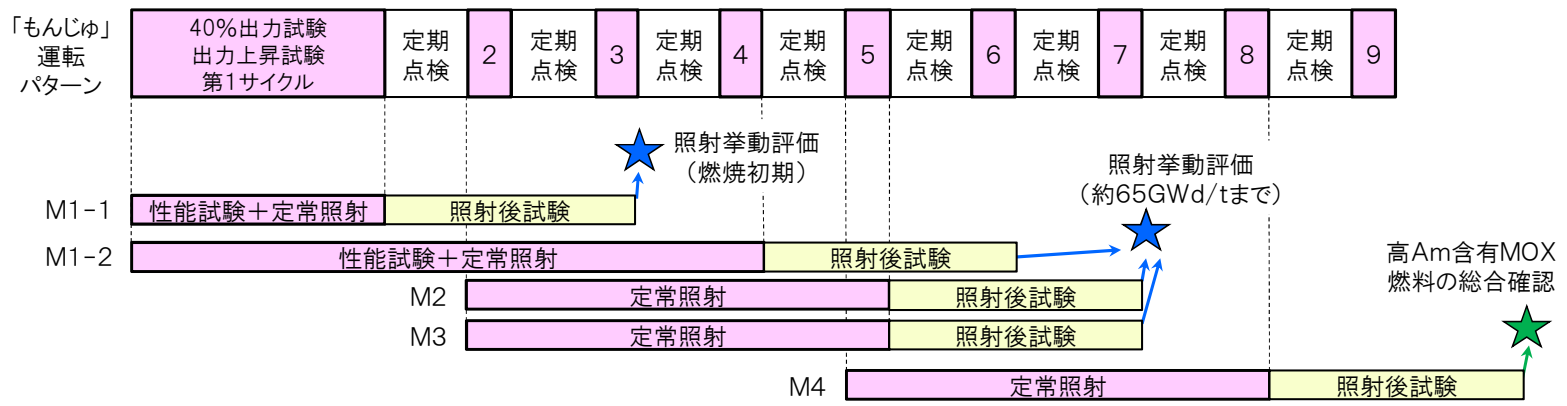 「もんじゅ」
運転
パターン
40%出力試験
出力上昇試験
第1サイクル
定期
点検
2
定期
点検
3
定期
点検
4
定期
点検
5
定期
点検
6
定期
点検
7
定期
点検
8
定期
点検
9
照射挙動評価
（燃焼初期）
照射挙動評価
（約65GWd/tまで）
M1-1
性能試験＋定常照射
照射後試験
M1-2
性能試験＋定常照射
照射後試験
高Am含有MOX
燃料の総合確認
M2
定常照射
照射後試験
M3
定常照射
照射後試験
M4
定常照射
照射後試験